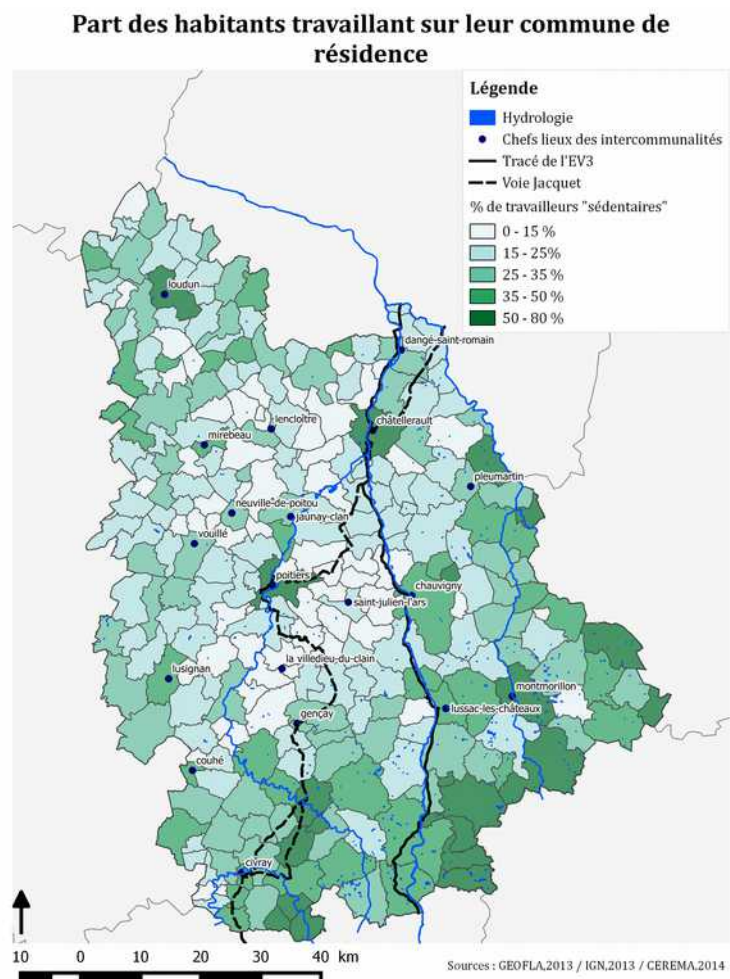 Part des habitants travaillant sur leur commune de
résidence
Légende
Hydrologie
Chefs lieux des intercommunalités
Tracé de l'EV3
Voie Jacquet
% de travailleurs "sédentaires"
0 - 15 %
15 - 25%
25 - 35 %
35 - 50 %
50 - 80 %
loudun
dangé-saint-romain
châtellerault
lencloître
mirebeau
pleumartin
neuville-de-poitou
jaunay-clan
vouillé
poitiers
chauvigny
saint-julien-l'ars
la villedieu-du-clain
lusignan
montmorillon
lussac-les-châteaux
gençay
couhé
civray
10 0 10 20 30 40 km
Sources : GEOFLA,2013 / IGN,2013 / CEREMA,2014